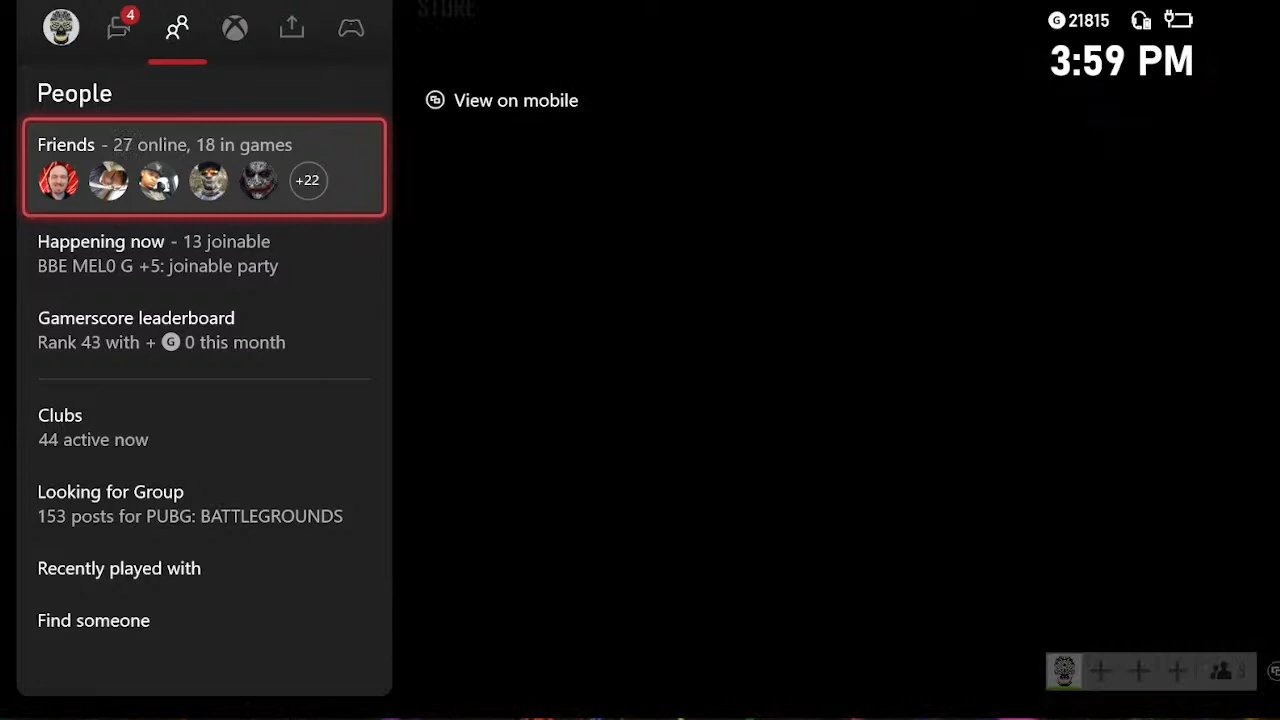 STORE
4
G 21815
3:59 PM
People
View on mobile
Friends - 27 online, 18 in games
+22
Happening now - 13 joinable
BBE MEL0 G +5: joinable party
Gamerscore leaderboard
Rank 43 with + G 0 this month
Clubs
44 active now
Looking for Group
153 posts for PUBG: BATTLEGROUNDS
Recently played with
Find someone